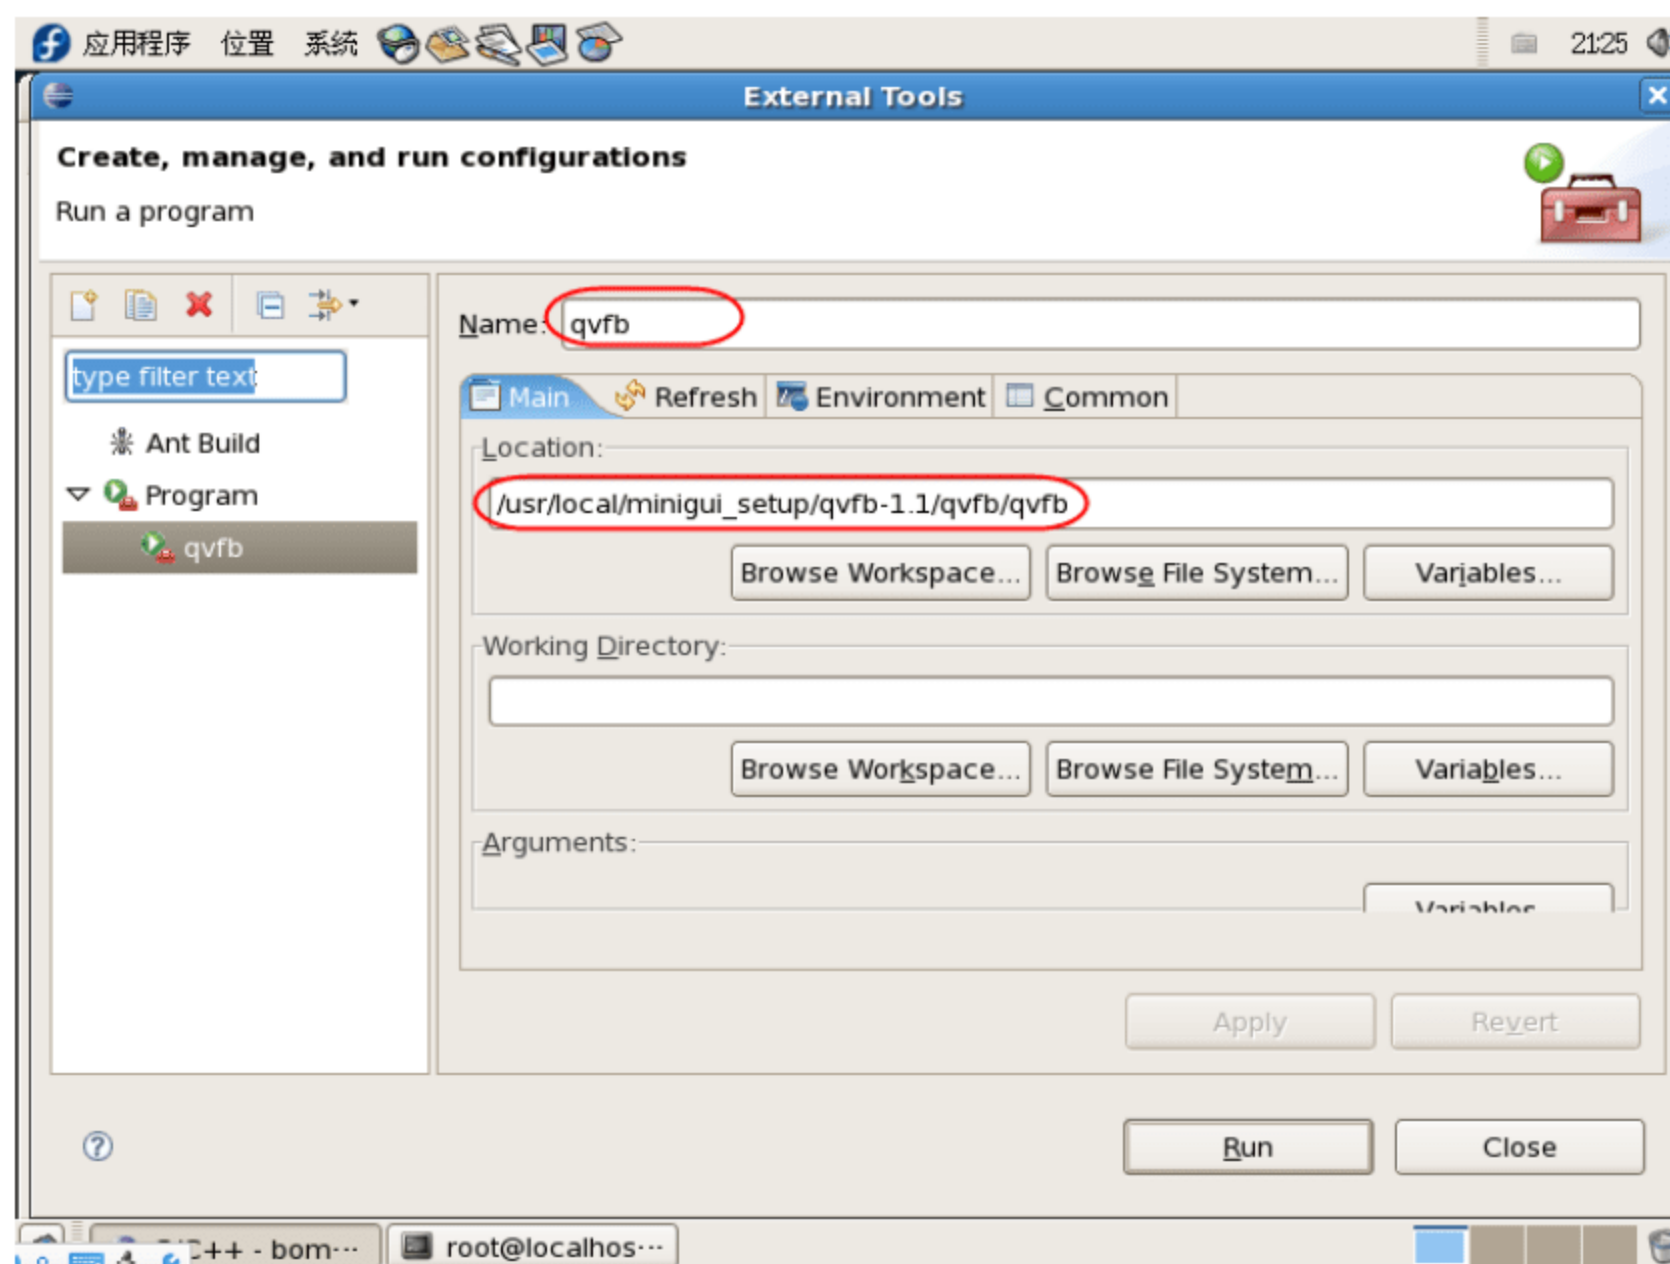 应用程序 位置 系统 21:25
External Tools
Create, manage, and run configurations
Run a program
Name: qvfb
type filter text
Main Refresh Environment Common
Ant Build
Location:
Program
/usr/local/minigui_setup/qvfb-1.1/qvfb/qvfb
qvfb
Browse Workspace... Browse File System... Variables...
Working Directory:
Browse Workspace... Browse File System... Variables...
Arguments:
Variables...
Apply Revert
Run Close
C++ - bom··· root@localhos···